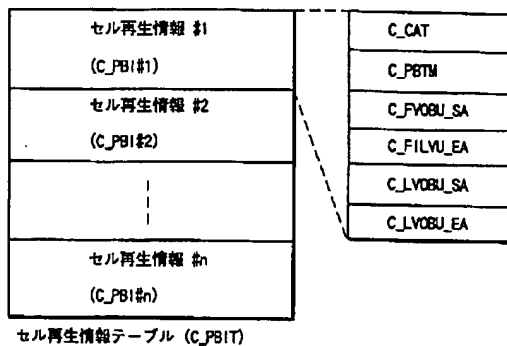 セル再生情報 #1
(C_PBI#1)
セル再生情報 #2
(C_PBI#2)
セル再生情報 #n
(C_PBI#n)
セル再生情報テーブル (C_PBIT)
C_CAT
C_PBTM
C_FVOBU_SA
C_FILVU_EA
C_LVOBU_SA
C_LVOBU_EA